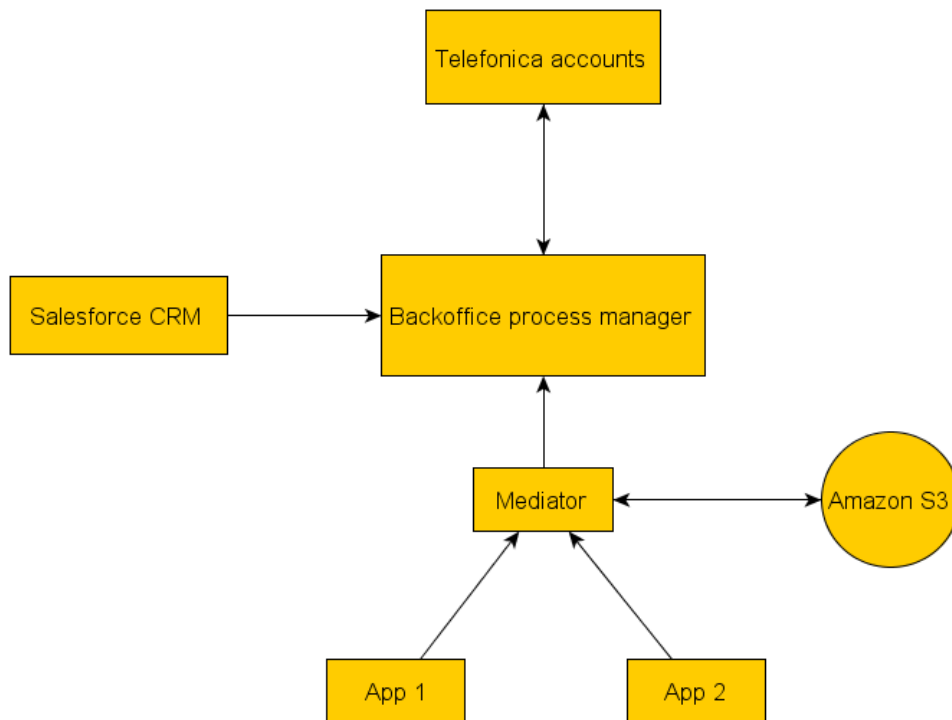 Telefonica accounts
Salesforce CRM
Backoffice process manager
Mediator
Amazon S3
App 1
App 2